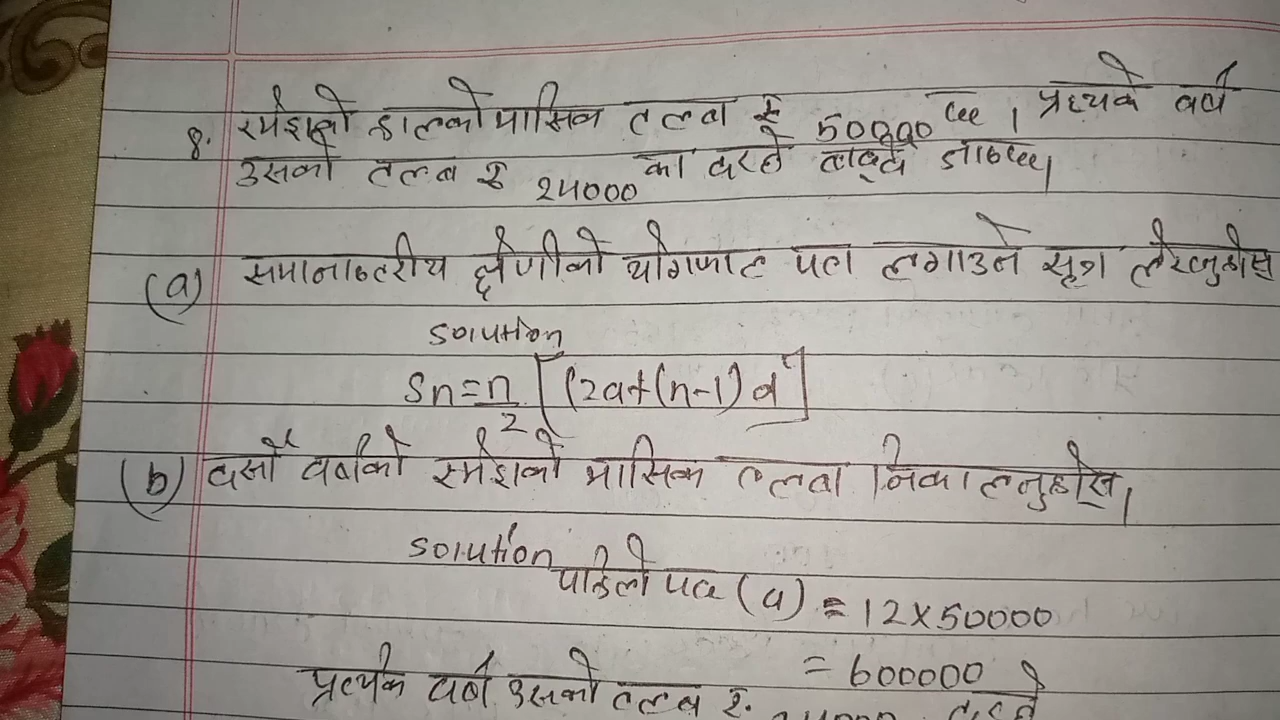 8. रमेशको हालको मासिक तलब रु 50000 छ । प्रत्येक वर्ष
उसको तलब रु 24000 का दरले बढ्दै जान्छ।
(a) समानान्तरीय श्रेणीको योगफल पत्ता लगाउने सूत्र लेख्नुहोस
solution
Sn=n/2 [(2a+(n-1)d]
(b) दसौं वर्षको रमेशको मासिक तलब निकाल्नुहोस्।
solution
पहिलो पद (a) = 12×50000
= 600000
प्रत्येक वर्ष उसको तलब रु. 24000 दरले